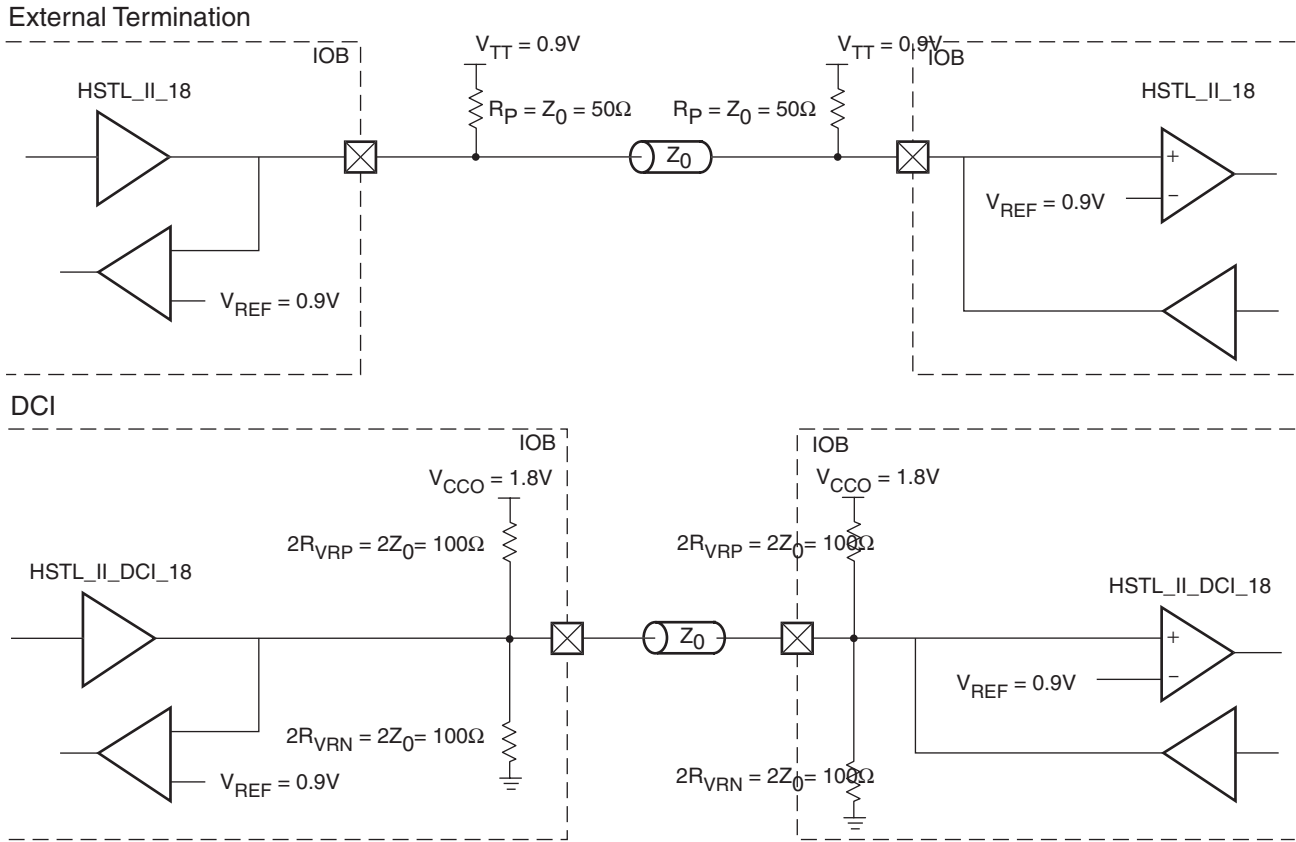 External Termination
IOB
V_TT = 0.9V
V_TT = 0.9V
IOB
HSTL_II_18
HSTL_II_18
R_P = Z_0 = 50Ω
R_P = Z_0 = 50Ω
Z_0
+
V_REF = 0.9V
–
V_REF = 0.9V
DCI
IOB
IOB
V_CCO = 1.8V
V_CCO = 1.8V
2R_VRP = 2Z_0= 100Ω
2R_VRP = 2Z_0= 100Ω
HSTL_II_DCI_18
HSTL_II_DCI_18
Z_0
+
V_REF = 0.9V
–
2R_VRN = 2Z_0= 100Ω
V_REF = 0.9V
2R_VRN = 2Z_0= 100Ω